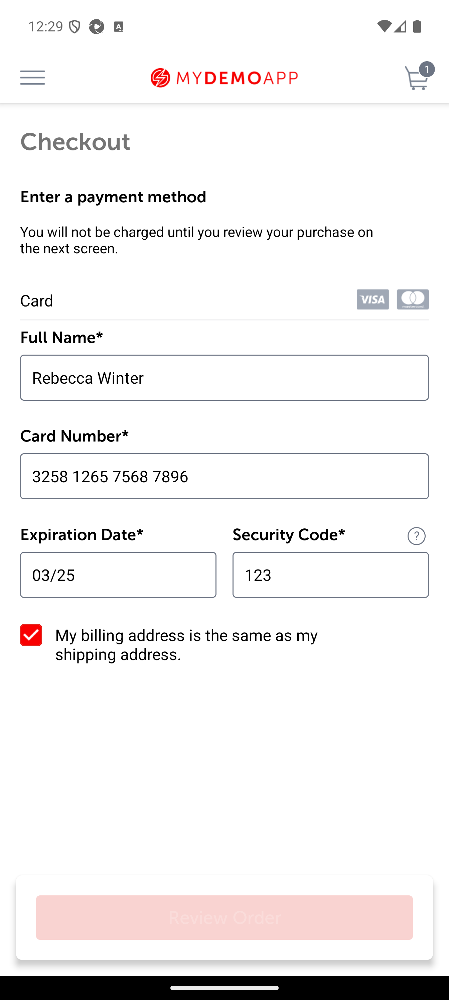 12:29
MYDEMOAPP
1
Checkout
Enter a payment method
You will not be charged until you review your purchase on
the next screen.
Card
VISA
mastercard
Full Name*
Rebecca Winter
Card Number*
3258 1265 7568 7896
Expiration Date*
Security Code*
?
03/25
123
My billing address is the same as my
shipping address.
Review Order